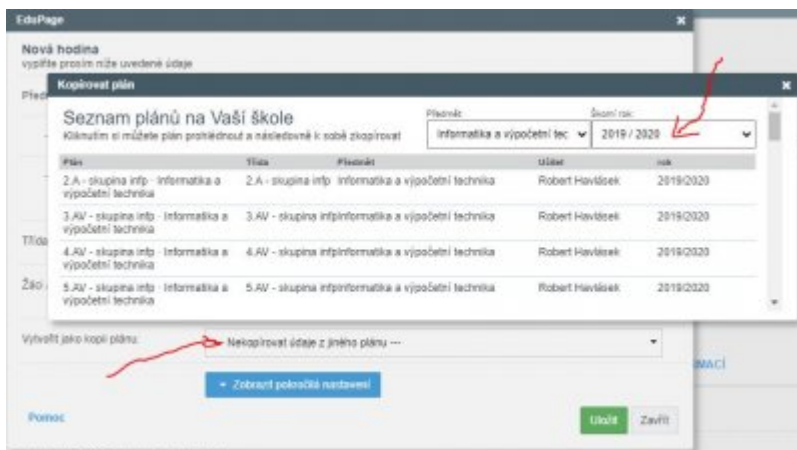 EduPage
Nová hodina
vyplňte prosím níže uvedené údaje
Kopírovat plán
Seznam plánů na Vaší škole
Kliknutím si můžete plán prohlédnout a následovně k sobě zkopírovat
Předmět:
Školní rok:
Informatika a výpočetní tec
2019 / 2020
Plán Třída Předmět Učitel rok
2.A - skupina infp - Informatika a 2.A - skupina infp Informatika a výpočetní technika Robert Havlásek 2019/2020
výpočetní technika
3.AV - skupina infp - Informatika a 3.AV - skupina infpInformatika a výpočetní technika Robert Havlásek 2019/2020
výpočetní technika
4.AV - skupina infp - Informatika a 4.AV - skupina infpInformatika a výpočetní technika Robert Havlásek 2019/2020
výpočetní technika
5.AV - skupina infp - Informatika a 5.AV - skupina infpInformatika a výpočetní technika Robert Havlásek 2019/2020
výpočetní technika
Třída
Žáci
Vytvořit jako kopii plánu:
Nekopírovat údaje z jiného plánu ---
MACÍ
Zobrazit pokročilá nastavení
Pomoc
Uložit
Zavřít